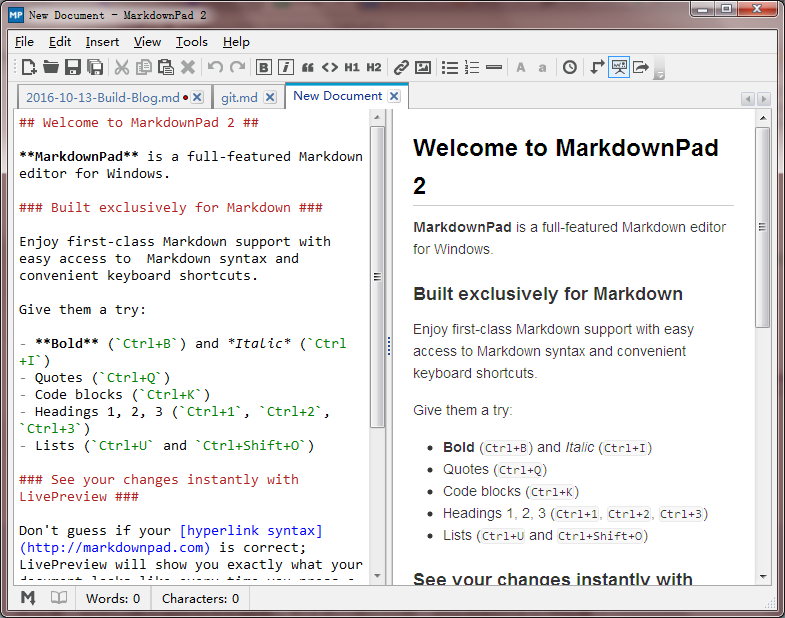 New Document - MarkdownPad 2
File Edit Insert View Tools Help
B i H1 H2 A a
2016-10-13-Build-Blog.md git.md New Document
## Welcome to MarkdownPad 2 ##
**MarkdownPad** is a full-featured Markdown
editor for Windows.
### Built exclusively for Markdown ###
Enjoy first-class Markdown support with
easy access to  Markdown syntax and
convenient keyboard shortcuts.
Give them a try:
- **Bold** (`Ctrl+B`) and *Italic* (`Ctrl
+I`)
- Quotes (`Ctrl+Q`)
- Code blocks (`Ctrl+K`)
- Headings 1, 2, 3 (`Ctrl+1`, `Ctrl+2`,
`Ctrl+3`)
- Lists (`Ctrl+U` and `Ctrl+Shift+O`)
### See your changes instantly with
LivePreview ###
Don't guess if your [hyperlink syntax]
(http://markdownpad.com) is correct;
LivePreview will show you exactly what your
document looks like every time you press a
Welcome to MarkdownPad
2
MarkdownPad is a full-featured Markdown editor
for Windows.
Built exclusively for Markdown
Enjoy first-class Markdown support with easy
access to Markdown syntax and convenient
keyboard shortcuts.
Give them a try:
• Bold (Ctrl+B) and Italic (Ctrl+I)
• Quotes (Ctrl+Q)
• Code blocks (Ctrl+K)
• Headings 1, 2, 3 (Ctrl+1, Ctrl+2, Ctrl+3)
• Lists (Ctrl+U and Ctrl+Shift+O)
See your changes instantly with
Words: 0 Characters: 0